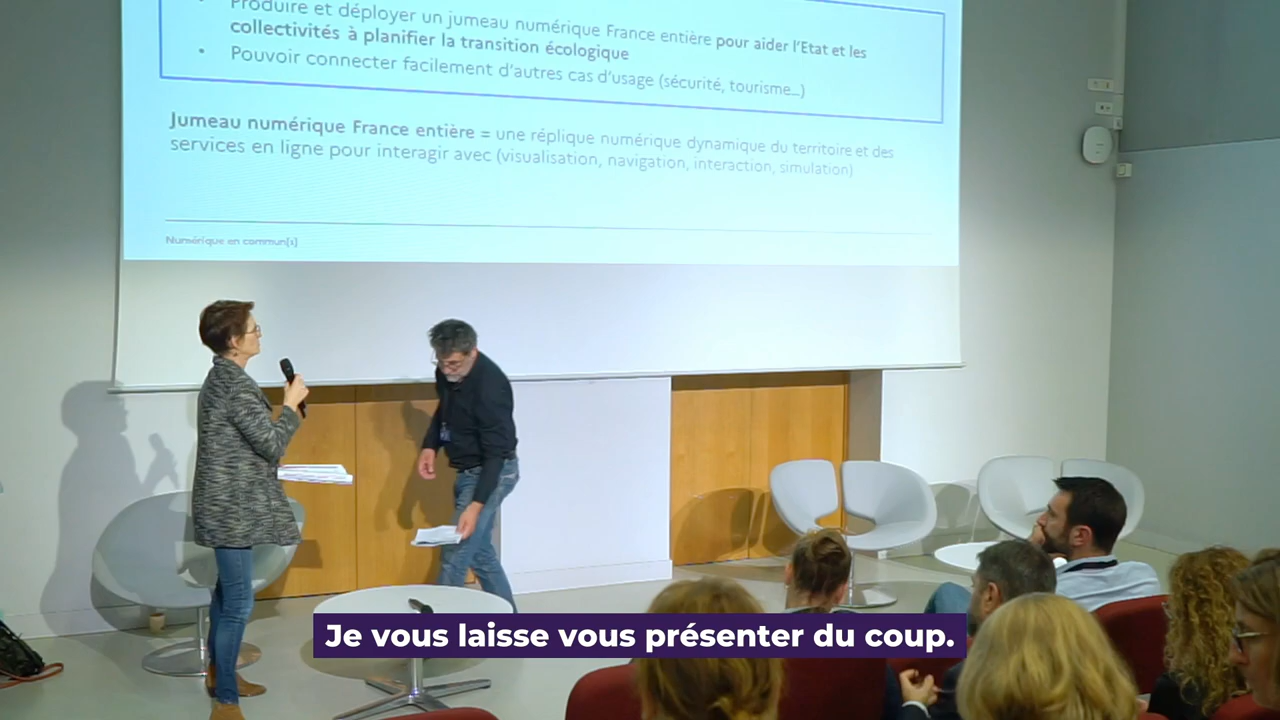 • Produire et déployer un jumeau numérique France entière pour aider l'Etat et les
collectivités à planifier la transition écologique
• Pouvoir connecter facilement d'autres cas d'usage (sécurité, tourisme...)
Jumeau numérique France entière = une réplique numérique dynamique du territoire et des
services en ligne pour interagir avec (visualisation, navigation, interaction, simulation)
Numérique en commun[s]
Je vous laisse vous présenter du coup.